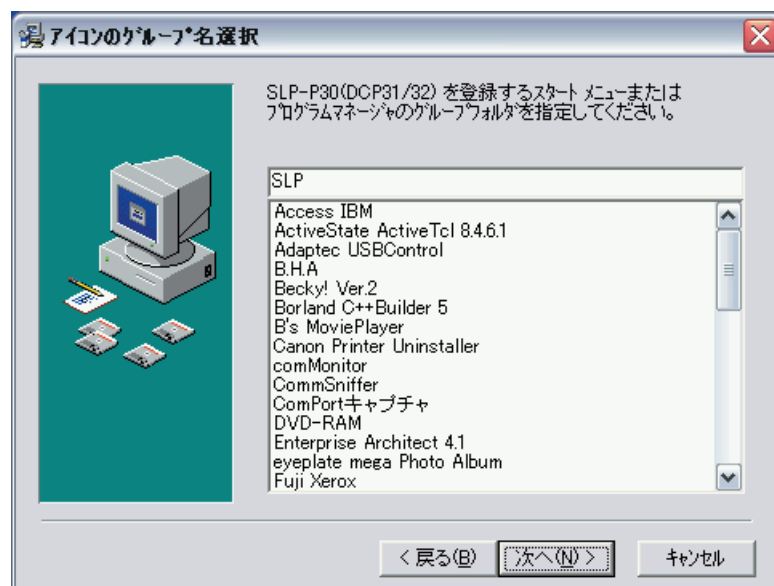 ｱｲｺﾝのｸﾞﾙｰﾌﾟ名選択
SLP-P30(DCP31/32) を登録するｽﾀｰﾄ ﾒﾆｭｰまたは
ﾌﾟﾛｸﾞﾗﾑﾏﾈｰｼﾞｬのｸﾞﾙｰﾌﾟﾌｫﾙﾀﾞを指定してください。
SLP
Access IBM
ActiveState ActiveTcl 8.4.6.1
Adaptec USBControl
B.H.A
Becky! Ver.2
Borland C++Builder 5
B's MoviePlayer
Canon Printer Uninstaller
comMonitor
CommSniffer
ComPortキャプチャ
DVD-RAM
Enterprise Architect 4.1
eyeplate mega Photo Album
Fuji Xerox
< 戻る(B) 次へ(N) > ｷｬﾝｾﾙ